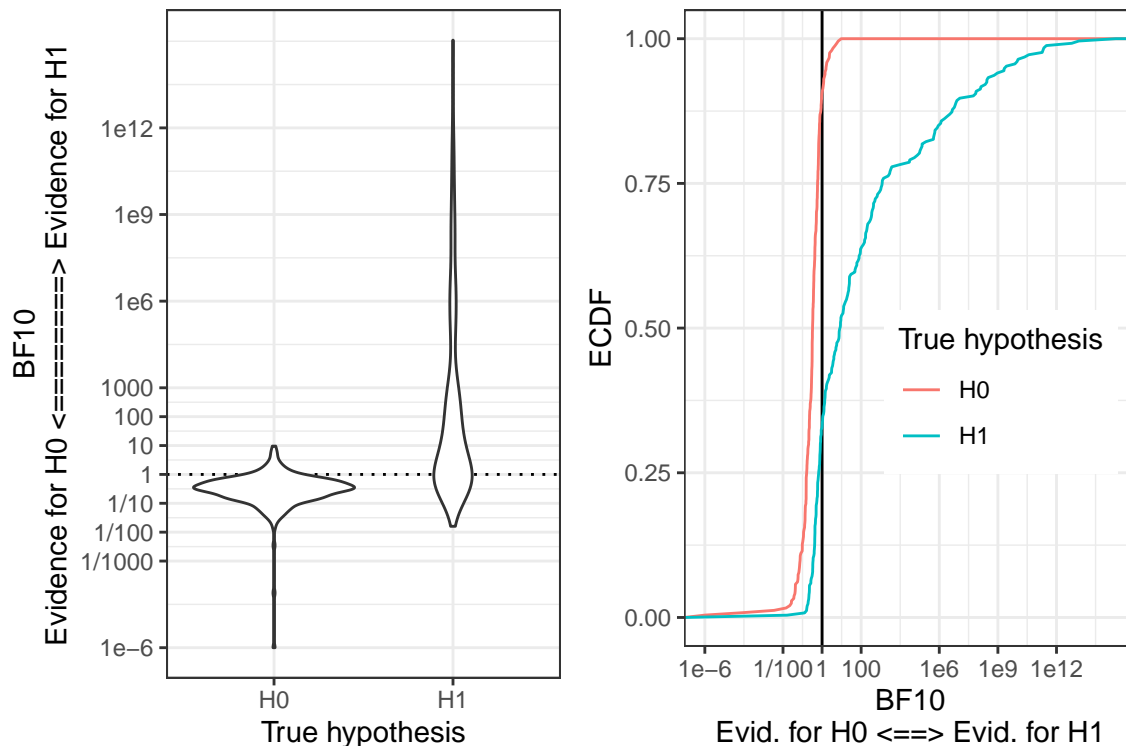 BF10
Evidence for H0 <========> Evidence for H1
1e12
1e9
1e6
1000
100
10
1
1/10
1/100
1/1000
1e−6
H0
H1
True hypothesis
ECDF
1.00
0.75
0.50
0.25
0.00
True hypothesis
H0
H1
1e−6
1/100
1
100
1e6
1e9
1e12
BF10
Evid. for H0 <==> Evid. for H1